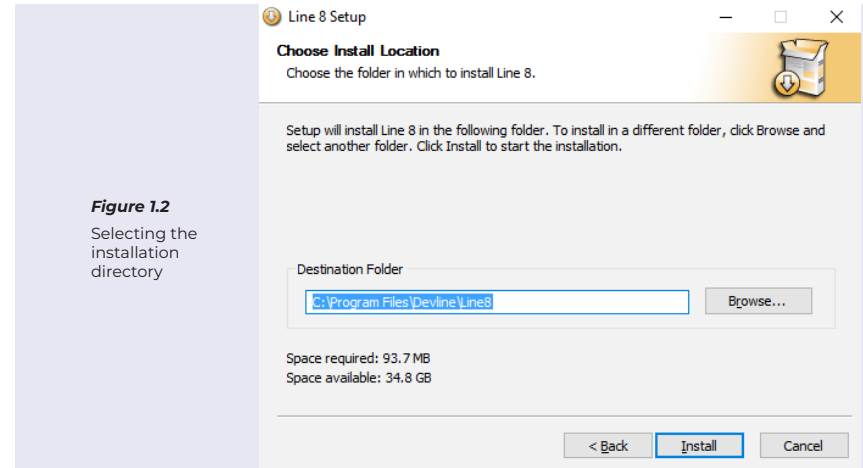 Line 8 Setup
Choose Install Location
Choose the folder in which to install Line 8.
Setup will install Line 8 in the following folder. To install in a different folder, click Browse and
select another folder. Click Install to start the installation.
Figure 1.2
Selecting the
installation
directory
Destination Folder
C:\Program Files\Devline\Line8
Browse...
Space required: 93.7 MB
Space available: 34.8 GB
< Back
Install
Cancel